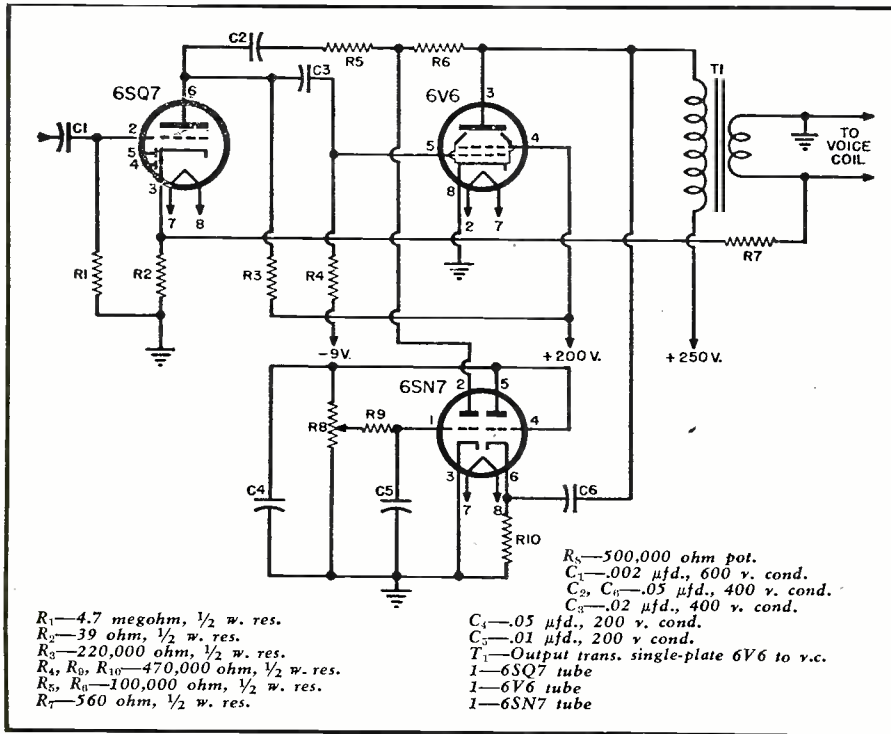 C2
R5
R6
C3
6SQ7
6
6V6
3
T1
C1
2
5
4
3
7
8
5
4
8
2
7
TO
VOICE
COIL
R1
R2
R3
R4
R7
-9V.
+200 V.
+250 V.
6SN7
2
5
R8
R9
1
4
C4
C5
3
7
8
6
C6
R10
R8—500,000 ohm pot.
C1—.002 μfd., 600 v. cond.
C2, C6—.05 μfd., 400 v. cond.
C3—.02 μfd., 400 v. cond.
C4—.05 μfd., 200 v. cond.
C5—.01 μfd., 200 v cond.
T1—Output trans. single-plate 6V6 to v.c.
1—6SQ7 tube
1—6V6 tube
1—6SN7 tube
R1—4.7 megohm, ½ w. res.
R2—39 ohm, ½ w. res.
R3—220,000 ohm, ½ w. res.
R4, R9, R10—470,000 ohm, ½ w. res.
R5, R6—100,000 ohm, ½ w. res.
R7—560 ohm, ½ w. res.